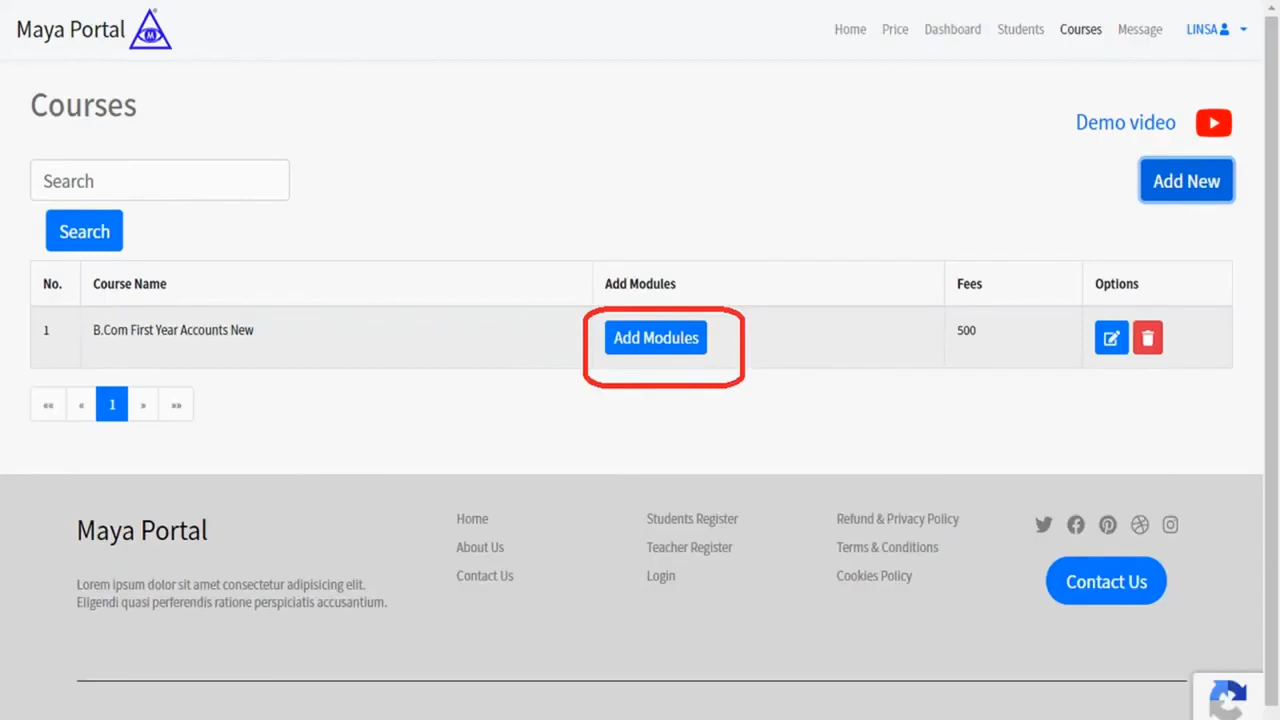 Maya Portal
Home Price Dashboard Students Courses Message LINSA
Courses
Demo video
Search
Add New
Search
No. Course Name Add Modules Fees Options
1 B.Com First Year Accounts New Add Modules 500
«« « 1 » »»
Maya Portal
Lorem ipsum dolor sit amet consectetur adipisicing elit.
Eligendi quasi perferendis ratione perspiciatis accusantium.
Home
About Us
Contact Us
Students Register
Teacher Register
Login
Refund & Privacy Policy
Terms & Conditions
Cookies Policy
Contact Us